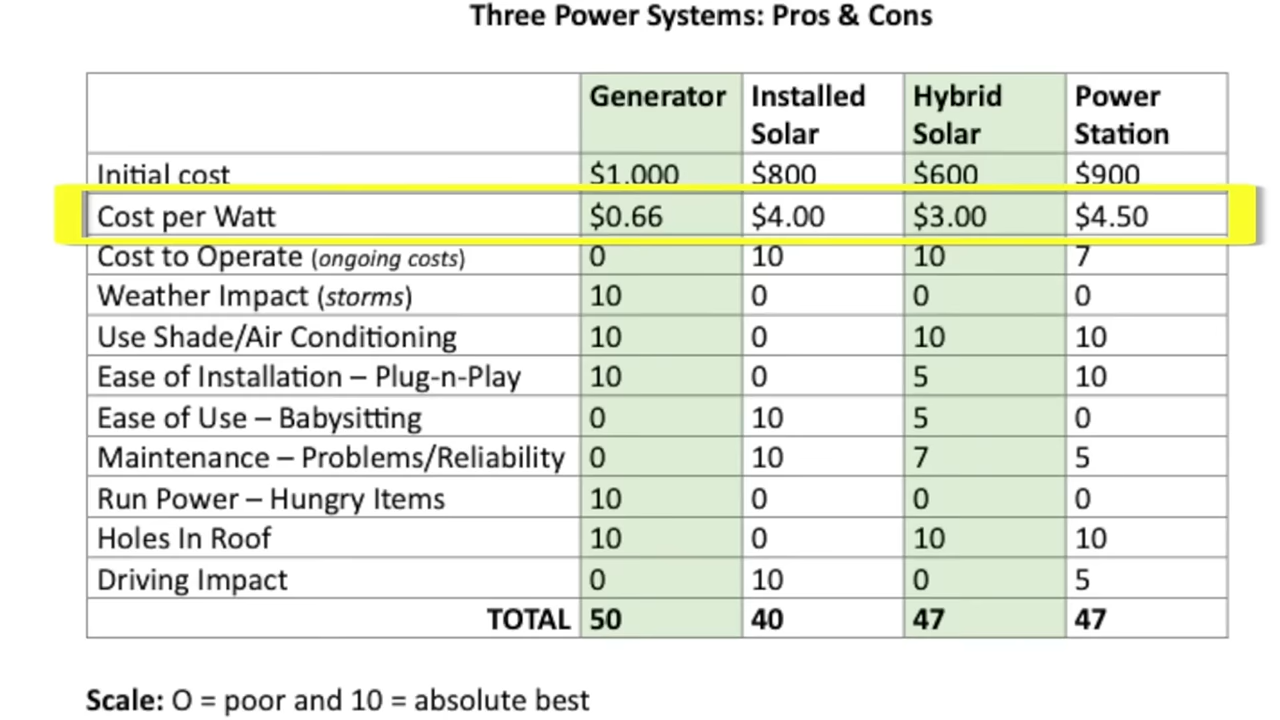 Three Power Systems: Pros & Cons
Generator Installed Solar Hybrid Solar Power Station
Initial cost $1.000 $800 $600 $900
Cost per Watt $0.66 $4.00 $3.00 $4.50
Cost to Operate (ongoing costs) 0 10 10 7
Weather Impact (storms) 10 0 0 0
Use Shade/Air Conditioning 10 0 10 10
Ease of Installation – Plug-n-Play 10 0 5 10
Ease of Use – Babysitting 0 10 5 0
Maintenance – Problems/Reliability 0 10 7 5
Run Power – Hungry Items 10 0 0 0
Holes In Roof 10 0 10 10
Driving Impact 0 10 0 5
TOTAL 50 40 47 47
Scale: O = poor and 10 = absolute best